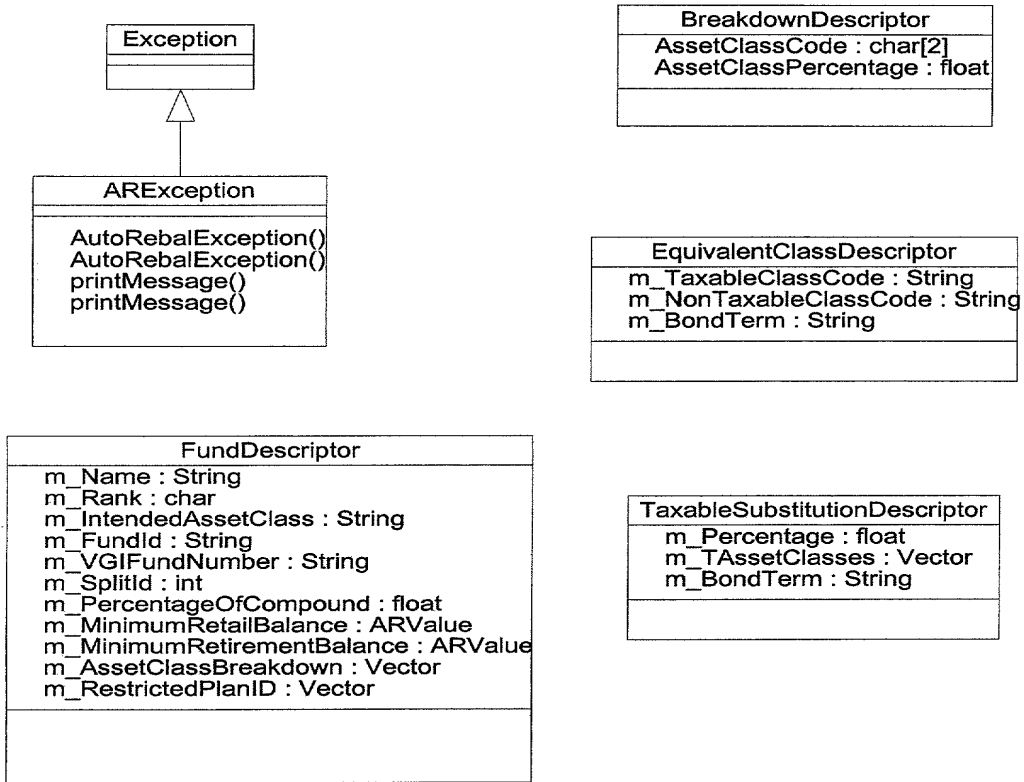 Exception
ARException
AutoRebalException()
AutoRebalException()
printMessage()
printMessage()
BreakdownDescriptor
AssetClassCode : char[2]
AssetClassPercentage : float
EquivalentClassDescriptor
m_TaxableClassCode : String
m_NonTaxableClassCode : String
m_BondTerm : String
FundDescriptor
m_Name : String
m_Rank : char
m_IntendedAssetClass : String
m_FundId : String
m_VGIFundNumber : String
m_SplitId : int
m_PercentageOfCompound : float
m_MinimumRetailBalance : ARValue
m_MinimumRetirementBalance : ARValue
m_AssetClassBreakdown : Vector
m_RestrictedPlanID : Vector
TaxableSubstitutionDescriptor
m_Percentage : float
m_TAssetClasses : Vector
m_BondTerm : String